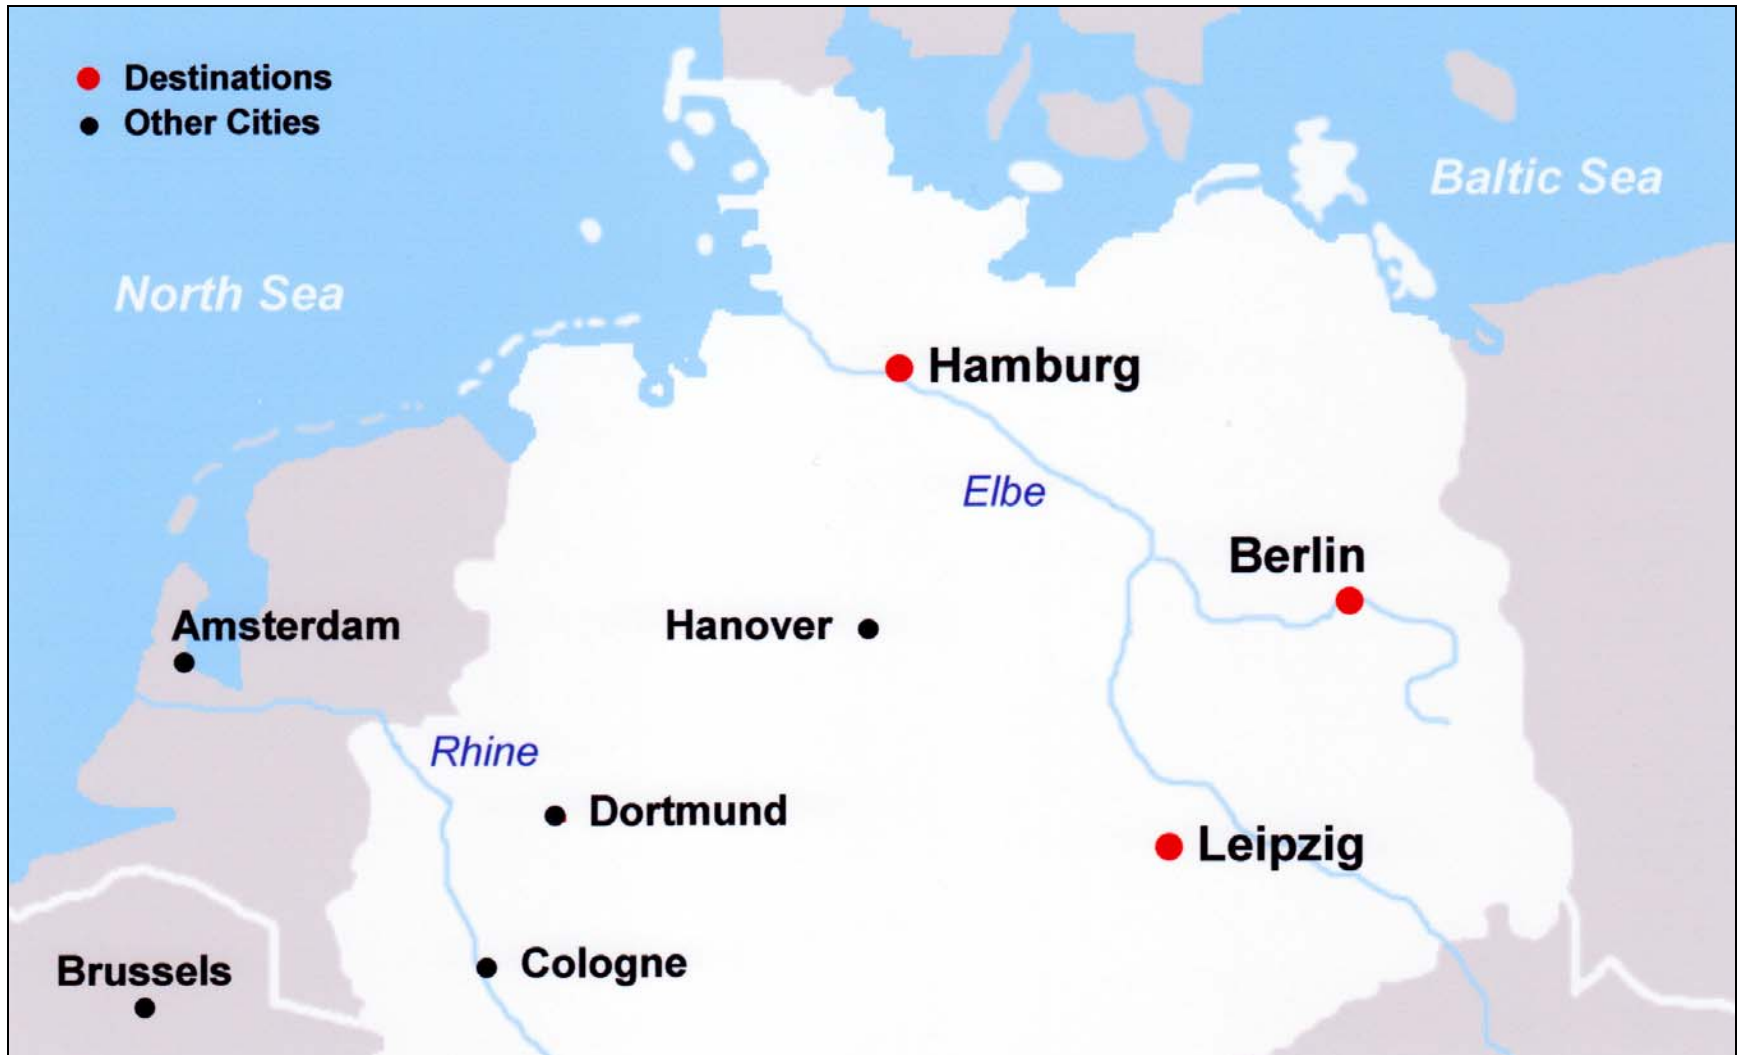 Destinations
Other Cities
Baltic Sea
North Sea
Hamburg
Elbe
Berlin
Amsterdam
Hanover
Rhine
Dortmund
Leipzig
Cologne
Brussels